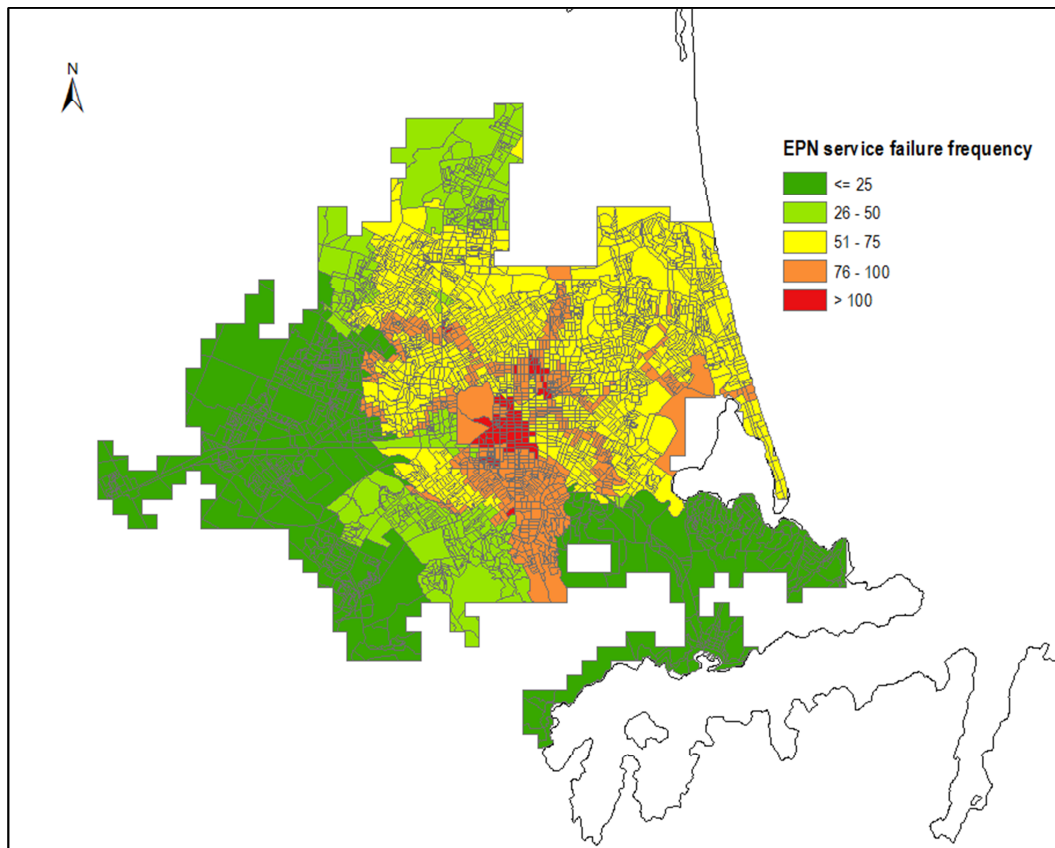 N
EPN service failure frequency
<= 25
26 - 50
51 - 75
76 - 100
> 100